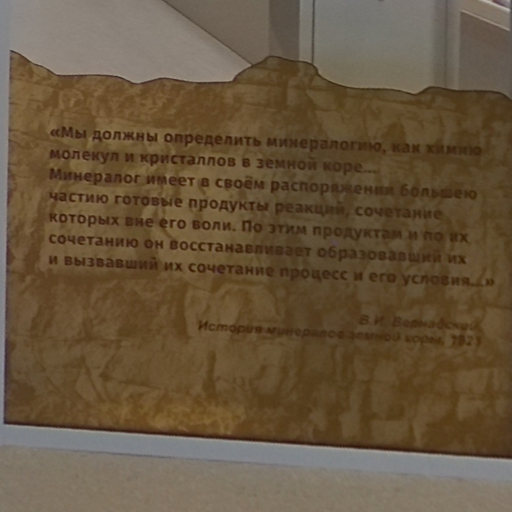 «Мы должны определить минералогию, как химию
молекул и кристаллов в земной коре...
Минералог имеет в своём распоряжении большею
частию готовые продукты реакций, сочетание
которых вне его воли. По этим продуктам и по их
сочетанию он восстанавливает образовавший их
и вызвавший их сочетание процесс и его условия...»
В.И. Вернадский,
История минералов земной коры, 1923